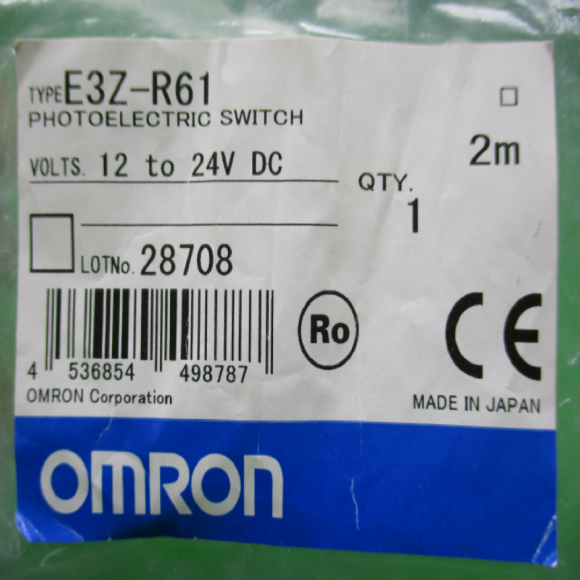 TYPE E3Z-R61
PHOTOELECTRIC SWITCH
2m
VOLTS. 12 to 24V DC
QTY.
1
LOTNo. 28708
Ro
CE
4 536854 498787
OMRON Corporation
MADE IN JAPAN
OMRON